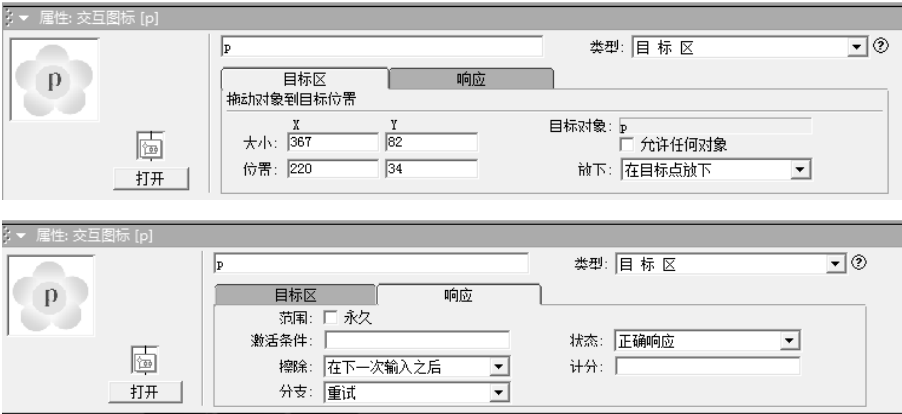 属性: 交互图标 [p]
p
p
类型: 目 标 区
目标区 响应
拖动对象到目标位置
X Y
大小: 367 82
位置: 220 34
目标对象: p
允许任何对象
放下: 在目标点放下
打开
属性: 交互图标 [p]
p
p
类型: 目 标 区
目标区 响应
范围: 永久
激活条件:
擦除: 在下一次输入之后
分支: 重试
状态: 正确响应
计分:
打开